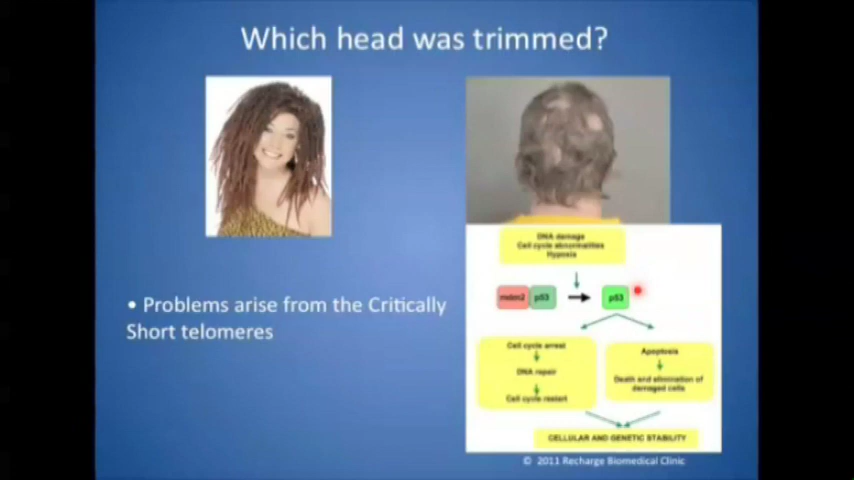 Which head was trimmed?
• Problems arise from the Critically
Short telomeres
DNA damage
Cell cycle abnormalities
Hypoxia
mdm2 p53
p53
Cell cycle arrest
DNA repair
Cell cycle restart
Apoptosis
Death and elimination of
damaged cells
CELLULAR AND GENETIC STABILITY
© 2011 Recharge Biomedical Clinic